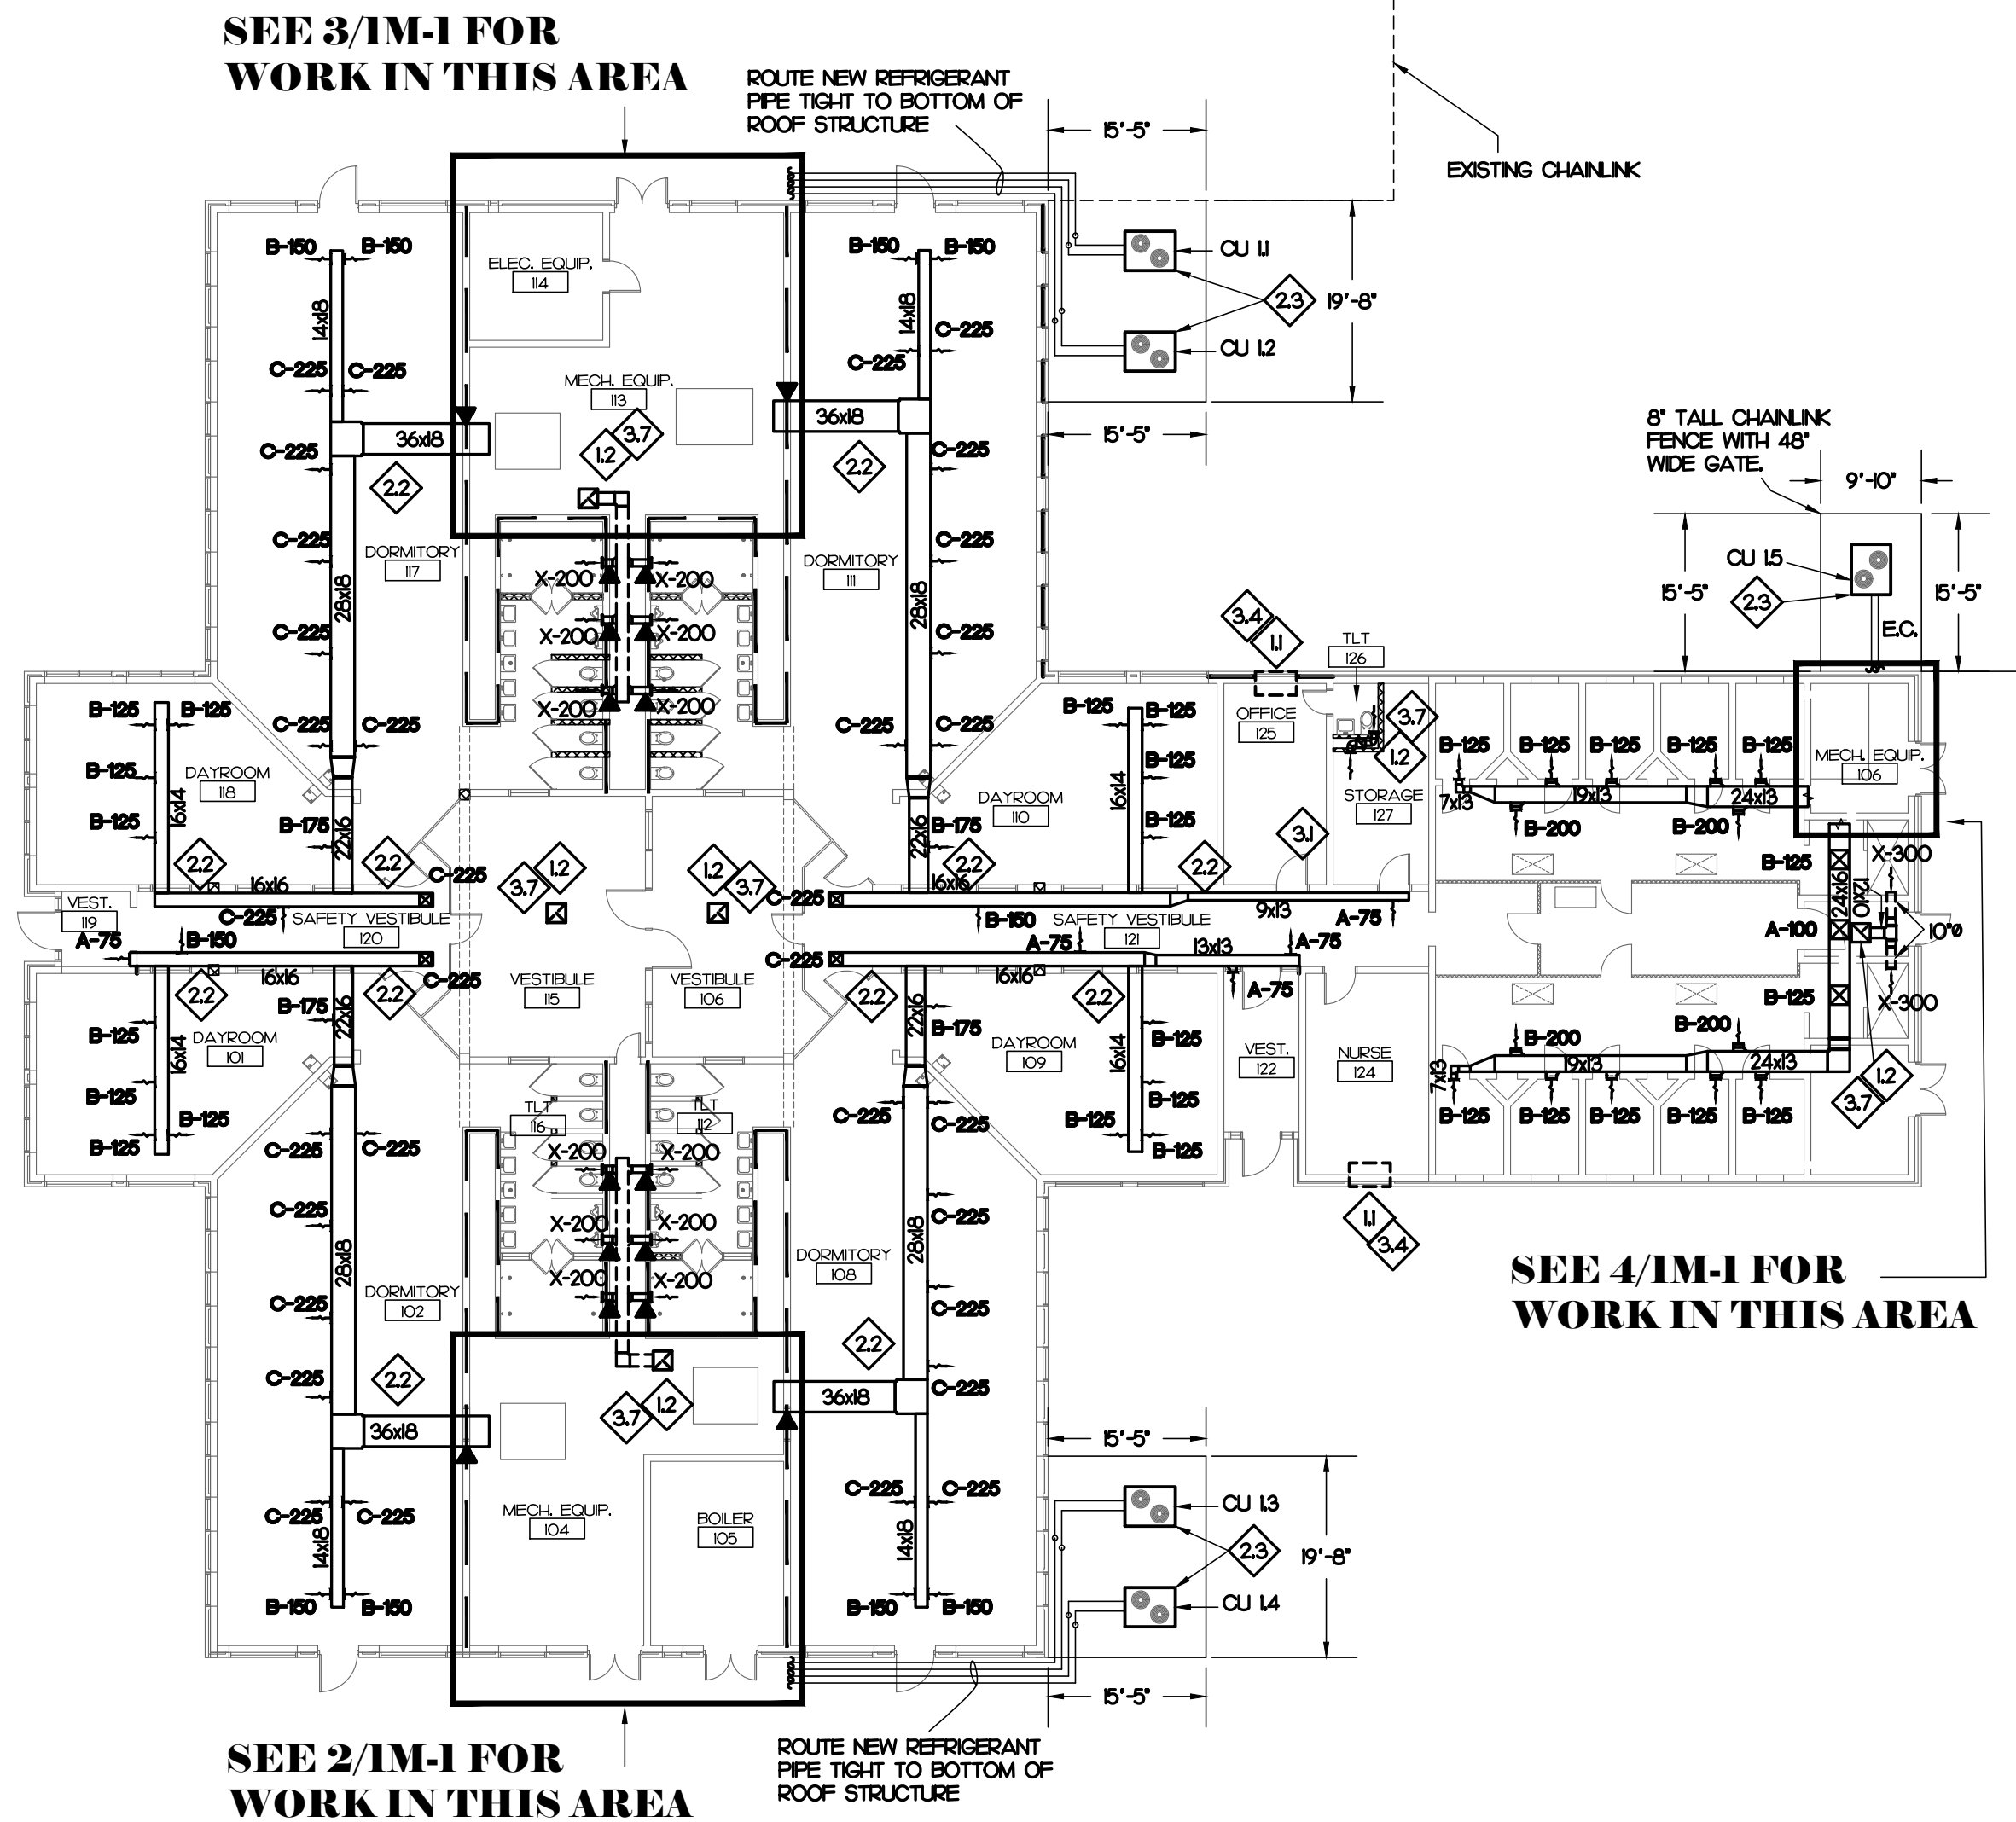 SEE 3/1M-1 FOR
WORK IN THIS AREA
ROUTE NEW REFRIGERANT
PIPE TIGHT TO BOTTOM OF
ROOF STRUCTURE
15'-5"
EXISTING CHAINLINK
B-150
B-150
B-150
B-150
CU 1.1
ELEC. EQUIP.
114
2.3
19'-8"
14x18
14x18
C-225
CU 1.2
C-225
C-225
C-225
MECH. EQUIP.
113
36x18
36x18
3.7
1.2
15'-5"
8" TALL CHAINLINK
FENCE WITH 48"
WIDE GATE.
9'-10"
C-225
C-225
2.2
2.2
C-225
C-225
DORMITORY
117
DORMITORY
111
CU 1.5
2.3
15'-5"
15'-5"
X-200
X-200
28x18
28x18
3.4
1.1
E.C.
C-225
X-200
X-200
C-225
TLT
126
B-125
B-125
X-200
X-200
B-125
B-125
OFFICE
125
3.7
C-225
C-225
C-225
C-225
B-125
B-125
B-125
B-125
B-125
B-125
1.2
MECH. EQUIP.
106
B-125
DAYROOM
118
16x14
DAYROOM
110
16x14
STORAGE
127
7x13
19x13
24x13
B-125
B-175
22x16
B-175
22x16
B-125
3.1
B-200
B-200
2.2
2.2
1.2
3.7
1.2
3.7
2.2
2.2
B-125
X-300
16x16
C-225
16x16
24x16
12x10
VEST.
119
C-225
SAFETY VESTIBULE
120
C-225
B-150
SAFETY VESTIBULE
121
9x13
A-75
A-100
10"ø
A-75
B-150
A-75
13x13
A-75
16x16
C-225
C-225
16x16
2.2
2.2
VESTIBULE
115
VESTIBULE
106
2.2
2.2
A-75
B-125
X-300
B-175
22x16
22x16
B-175
B-125
DAYROOM
101
16x14
DAYROOM
109
16x14
B-125
VEST.
122
NURSE
124
B-200
B-200
7x13
19x13
24x13
1.2
3.7
B-125
B-125
B-125
B-125
TLT
116
TLT
112
C-225
C-225
B-125
B-125
B-125
B-125
B-125
B-125
C-225
C-225
X-200
X-200
B-125
B-125
C-225
X-200
X-200
C-225
1.1
3.4
28x18
28x18
DORMITORY
102
DORMITORY
108
X-200
X-200
C-225
C-225
SEE 4/1M-1 FOR
WORK IN THIS AREA
2.2
C-225
2.2
C-225
36x18
36x18
3.7
1.2
15'-5"
C-225
C-225
C-225
C-225
MECH. EQUIP.
104
BOILER
105
CU 1.3
14x18
14x18
2.3
19'-8"
B-150
B-150
B-150
B-150
CU 1.4
15'-5"
SEE 2/1M-1 FOR
WORK IN THIS AREA
ROUTE NEW REFRIGERANT
PIPE TIGHT TO BOTTOM OF
ROOF STRUCTURE